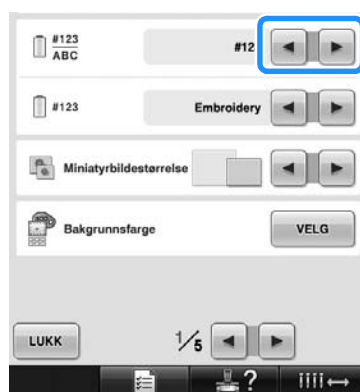 #123
ABC
#12
#123
Embroidery
Miniatyrbildestørrelse
Bakgrunnsfarge
VELG
LUKK
1/5
?